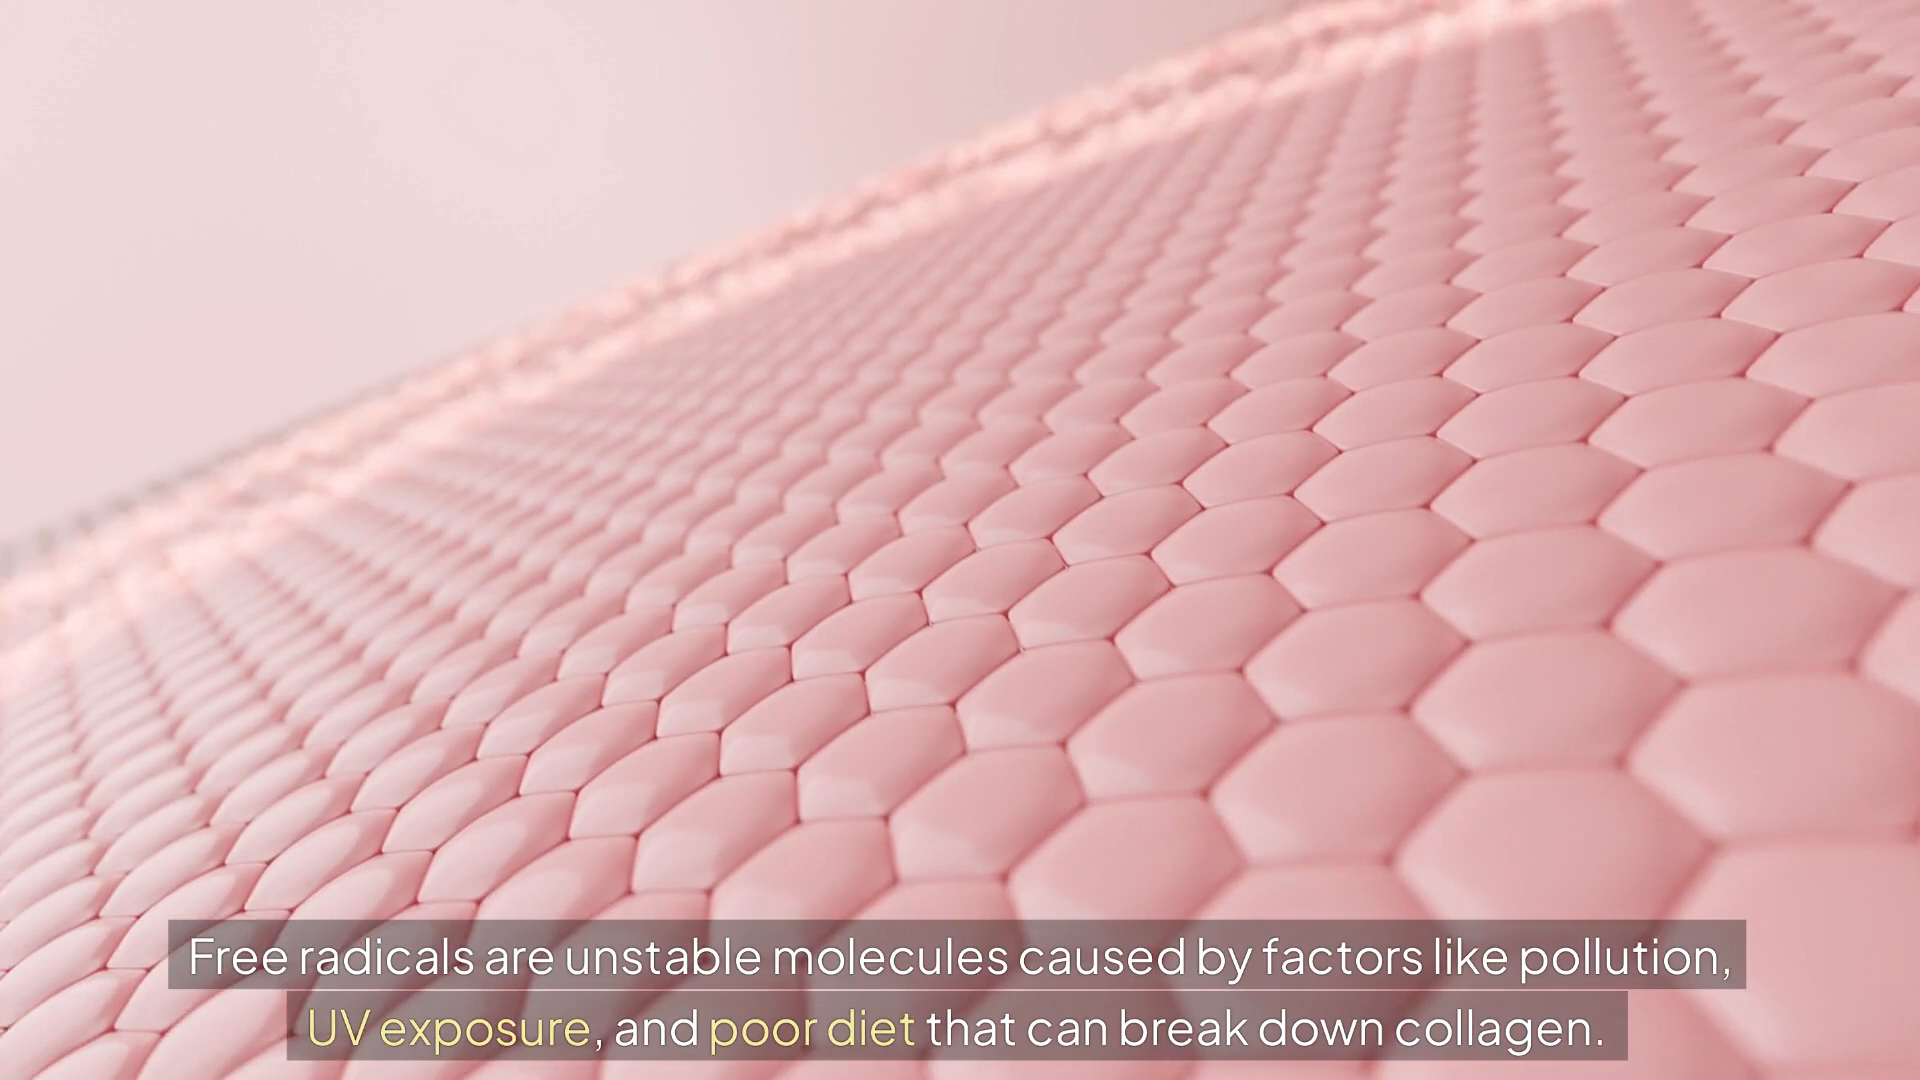 Free radicals are unstable molecules caused by factors like pollution,
UV exposure, and poor diet that can break down collagen.